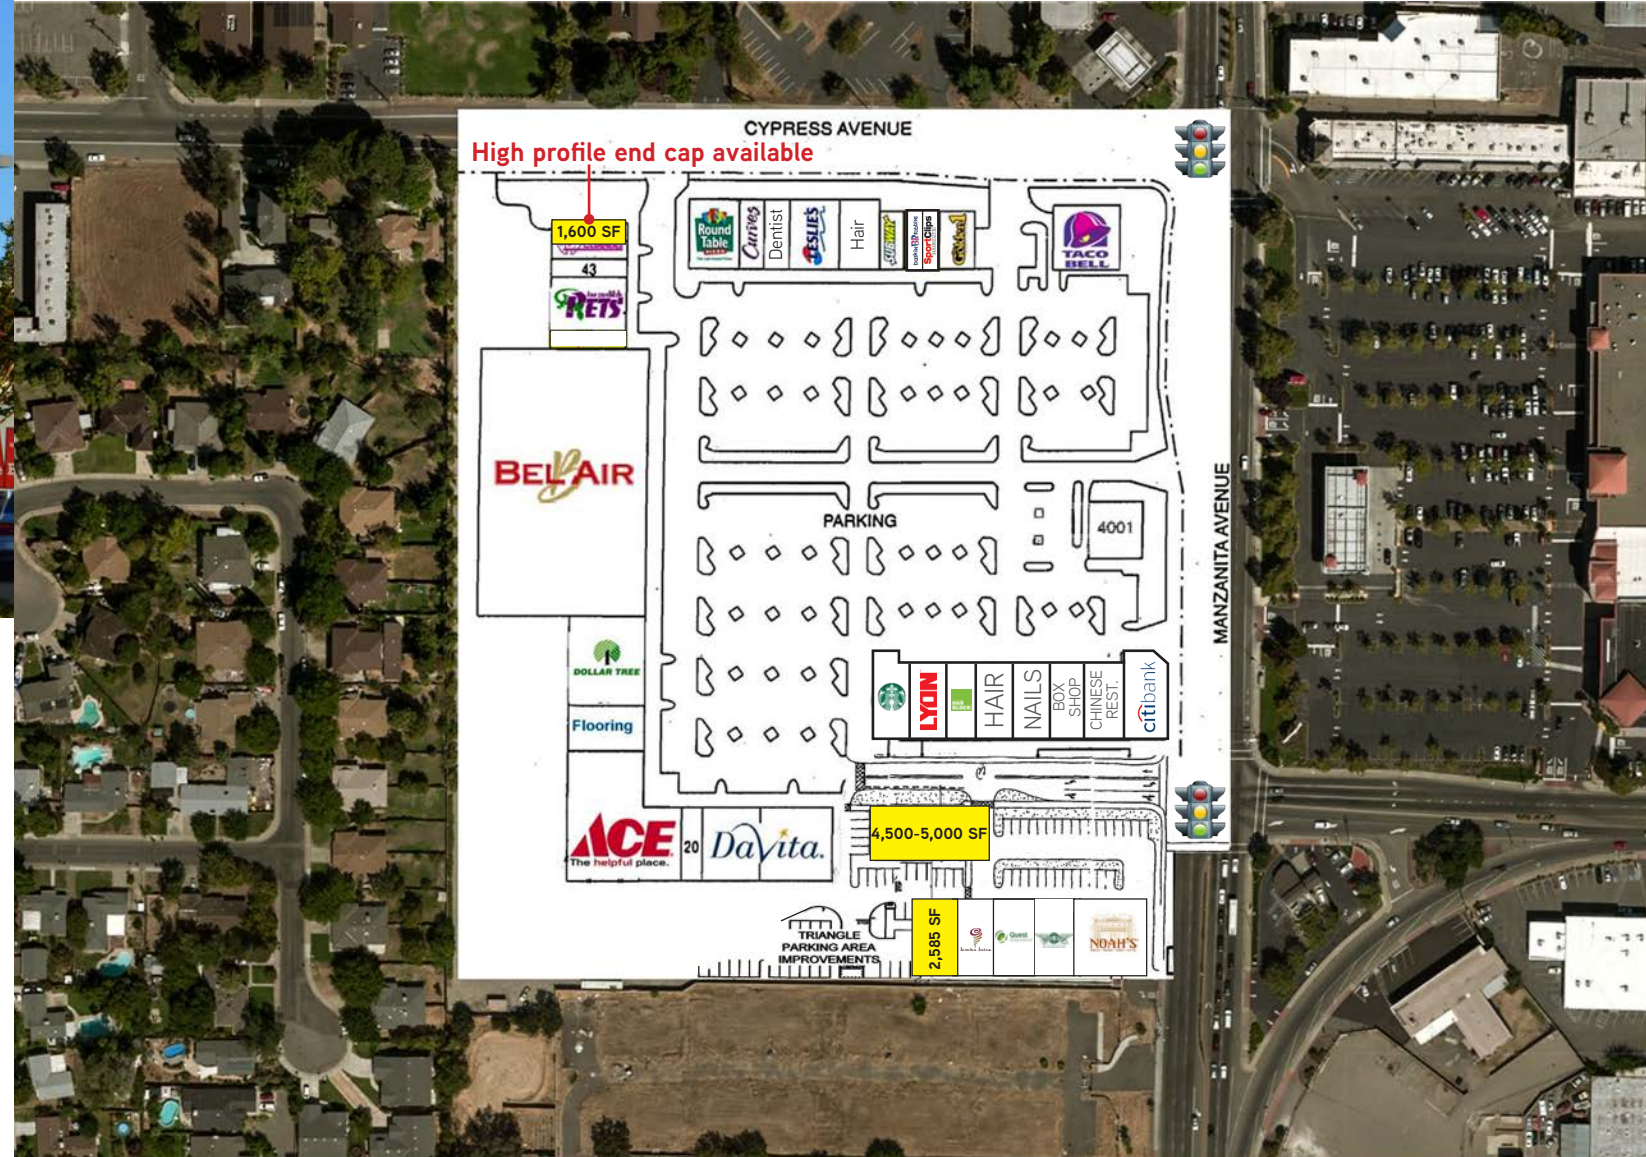 CYPRESS AVENUE
High profile end cap available
1,600 SF
43
PETS
Round
Table
Curves
Dentist
LESLIE'S
Hair
SUBWAY
SportClips
TACO
BELL
BEL AIR
PARKING
4001
MANZANITA AVENUE
DOLLAR TREE
Flooring
LYON
H&R
BLOCK
HAIR
NAILS
BOX
SHOP
CHINESE
REST.
citibank
ACE
The helpful place.
20
DaVita.
4,500-5,000 SF
2,585 SF
Quest
NOAH'S
TRIANGLE
PARKING AREA
IMPROVEMENTS